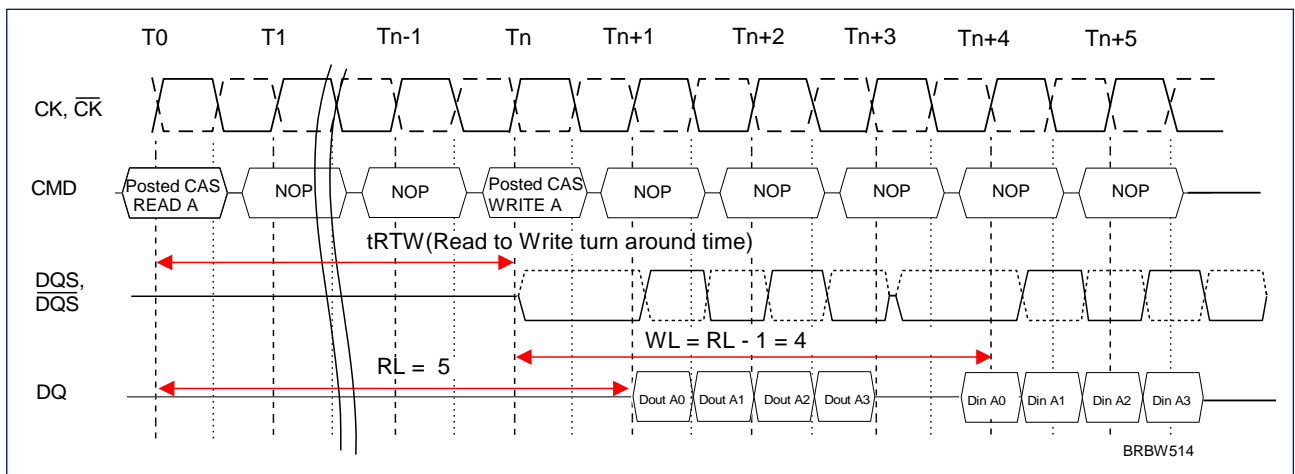 T0 T1 Tn-1 Tn Tn+1 Tn+2 Tn+3 Tn+4 Tn+5
CK, CK
CMD
Posted CAS
READ A
NOP
NOP
Posted CAS
WRITE A
NOP
NOP
NOP
NOP
NOP
tRTW(Read to Write turn around time)
DQS,
DQS
WL = RL - 1 = 4
RL = 5
DQ
Dout A0 Dout A1 Dout A2 Dout A3 Din A0 Din A1 Din A2 Din A3
BRBW514